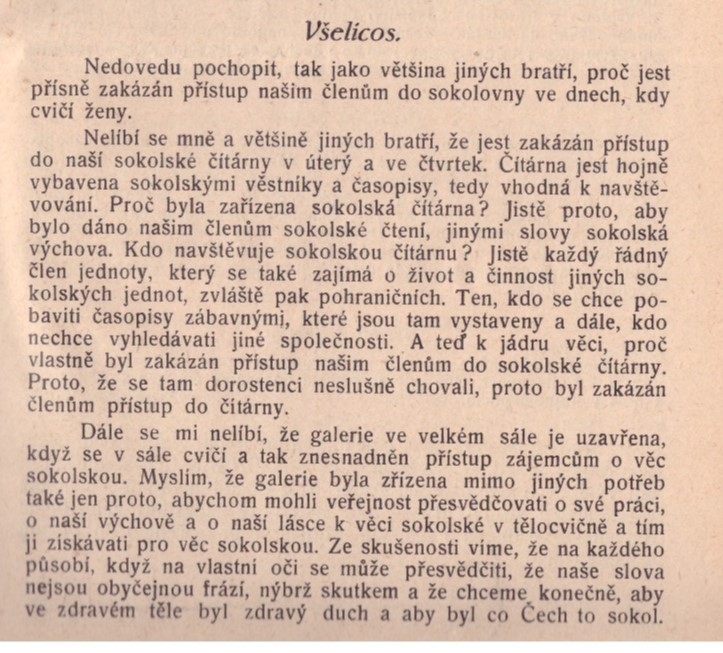 Všelicos.
Nedovedu pochopit, tak jako většina jiných bratří, proč jest
přísně zakázán přístup našim členům do sokolovny ve dnech, kdy
cvičí ženy.
Nelíbí se mně a většině jiných bratří, že jest zakázán přístup
do naší sokolské čítárny v úterý a ve čtvrtek. Čítárna jest hojně
vybavena sokolskými věstníky a časopisy, tedy vhodná k navště-
vování. Proč byla zařízena sokolská čítárna? Jistě proto, aby
bylo dáno našim členům sokolské čtení, jinými slovy sokolská
výchova. Kdo navštěvuje sokolskou čítárnu? Jistě každý řádný
člen jednoty, který se také zajímá o život a činnost jiných so-
kolských jednot, zvláště pak pohraničních. Ten, kdo se chce po-
baviti časopisy zábavnými, které jsou tam vystaveny a dále, kdo
nechce vyhledávati jiné společnosti. A teď k jádru věci, proč
vlastně byl zakázán přístup našim členům do sokolské čítárny.
Proto, že se tam dorostenci neslušně chovali, proto byl zakázán
členům přístup do čítárny.
Dále se mi nelíbí, že galerie ve velkém sále je uzavřena,
když se v sále cvičí a tak znesnadněn přístup zájemcům o věc
sokolskou. Myslím, že galerie byla zřízena mimo jiných potřeb
také jen proto, abychom mohli veřejnost přesvědčovati o své práci,
o naší výchově a o naší lásce k věci sokolské v tělocvičně a tím
ji získávati pro věc sokolskou. Ze skušenosti víme, že na každého
působí, když na vlastní oči se může přesvědčiti, že naše slova
nejsou obyčejnou frází, nýbrž skutkem a že chceme konečně, aby
ve zdravém těle byl zdravý duch a aby byl co Čech to sokol.